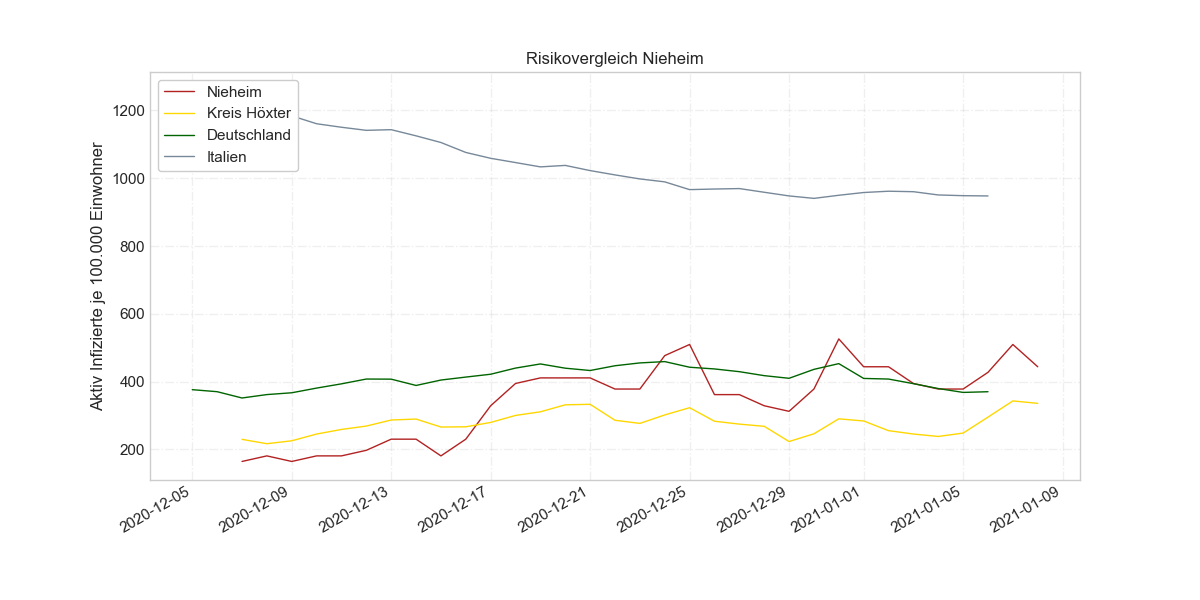 Risikovergleich Nieheim
Nieheim
Kreis Höxter
Deutschland
Italien
Aktiv Infizierte je 100.000 Einwohner
1200
1000
800
600
400
200
2020-12-05
2020-12-09
2020-12-13
2020-12-17
2020-12-21
2020-12-25
2020-12-29
2021-01-01
2021-01-05
2021-01-09